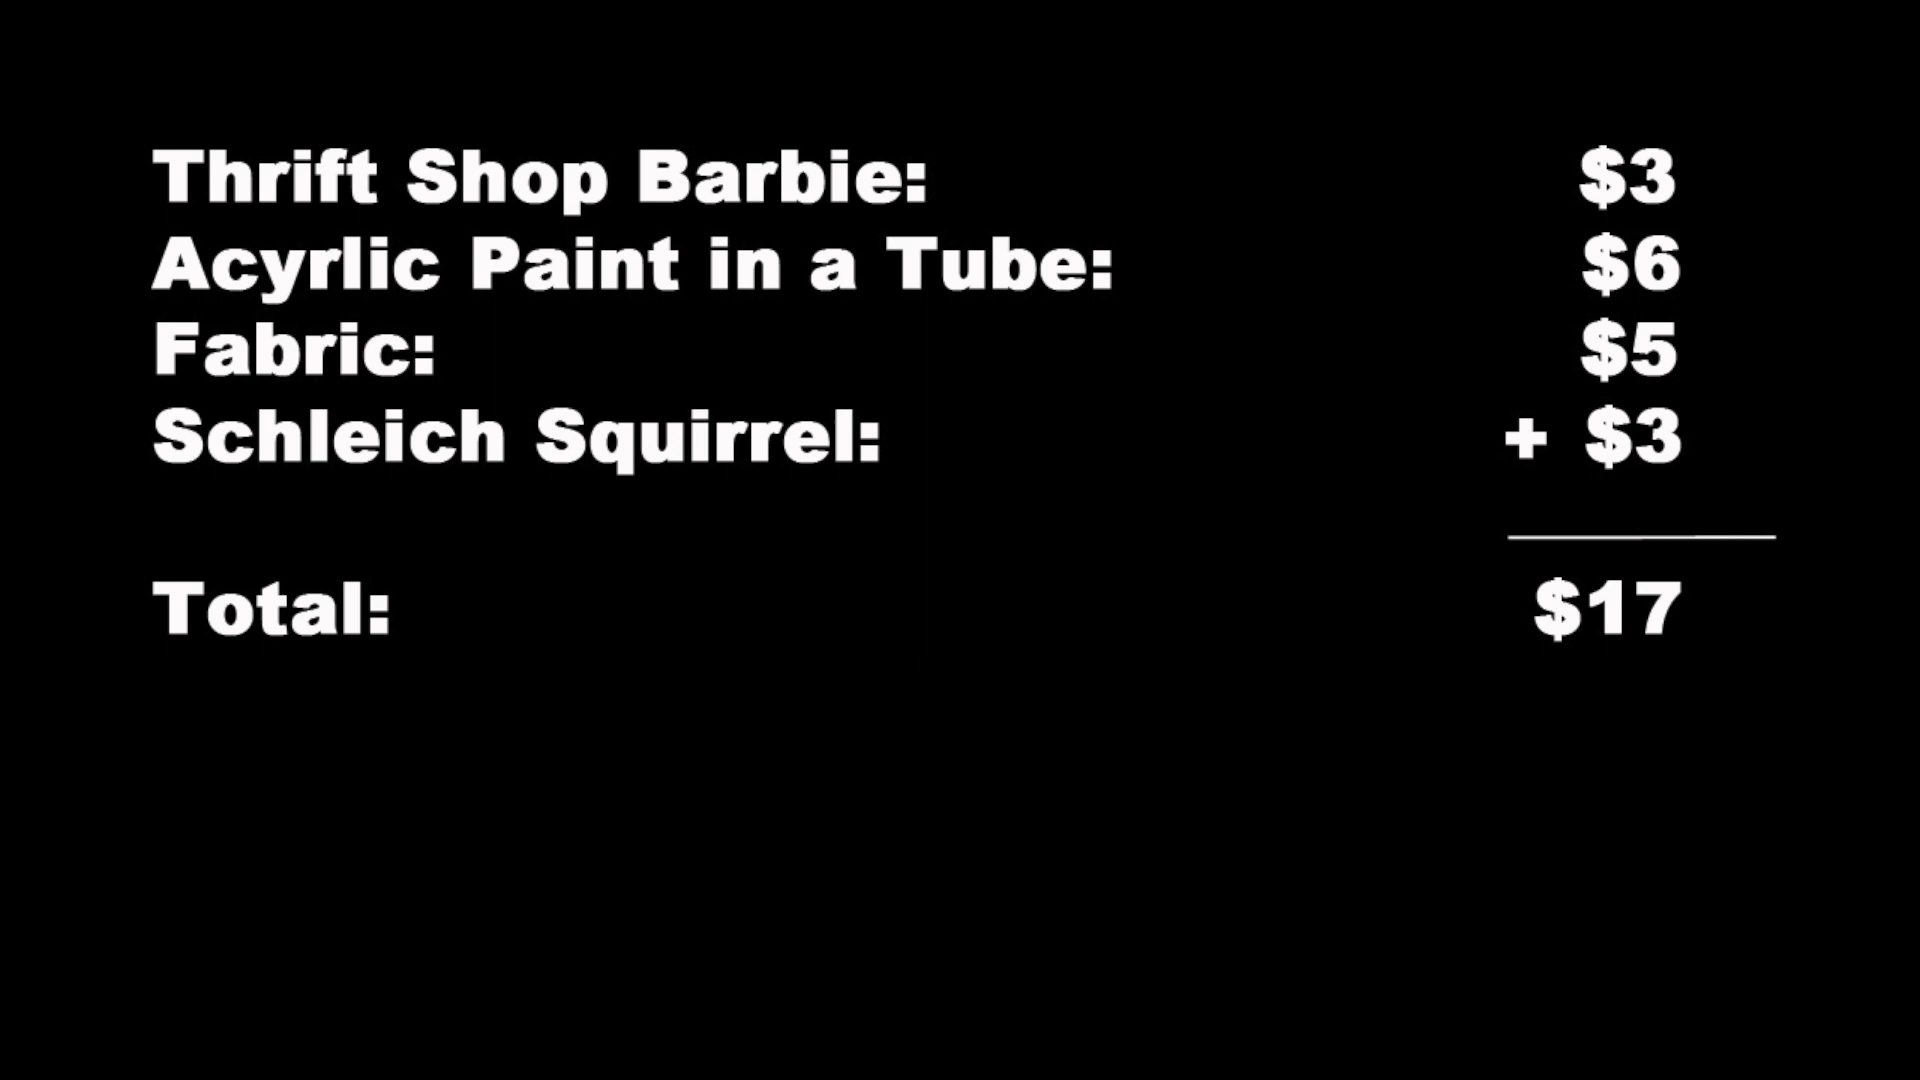 Thrift Shop Barbie: $3
Acyrlic Paint in a Tube: $6
Fabric: $5
Schleich Squirrel: + $3
Total: $17